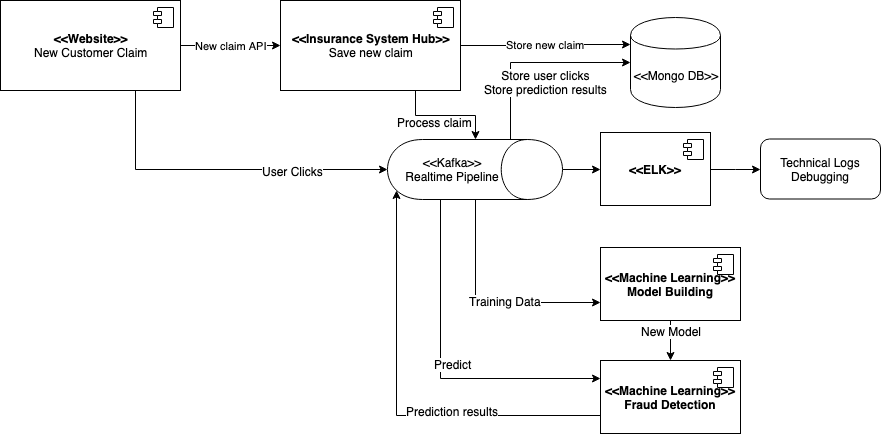 <<Website>>
New Customer Claim
New claim API
<<Insurance System Hub>>
Save new claim
Store new claim
<<Mongo DB>>
Store user clicks
Store prediction results
Process claim
User Clicks
<<Kafka>>
Realtime Pipeline
<<ELK>>
Technical Logs
Debugging
<<Machine Learning>>
Model Building
Training Data
New Model
Predict
<<Machine Learning>>
Fraud Detection
Prediction results